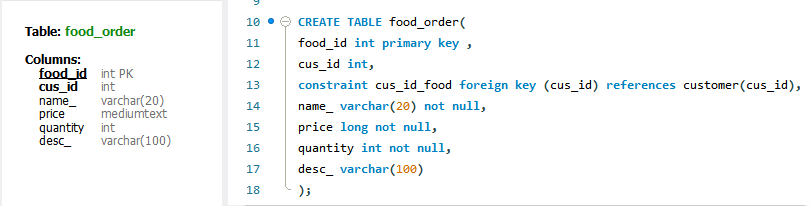 Table: food_order
Columns:
food_id int PK
cus_id int
name_ varchar(20)
price mediumtext
quantity int
desc_ varchar(100)
9
10 CREATE TABLE food_order(
11 food_id int primary key ,
12 cus_id int,
13 constraint cus_id_food foreign key (cus_id) references customer(cus_id),
14 name_ varchar(20) not null,
15 price long not null,
16 quantity int not null,
17 desc_ varchar(100)
18 );